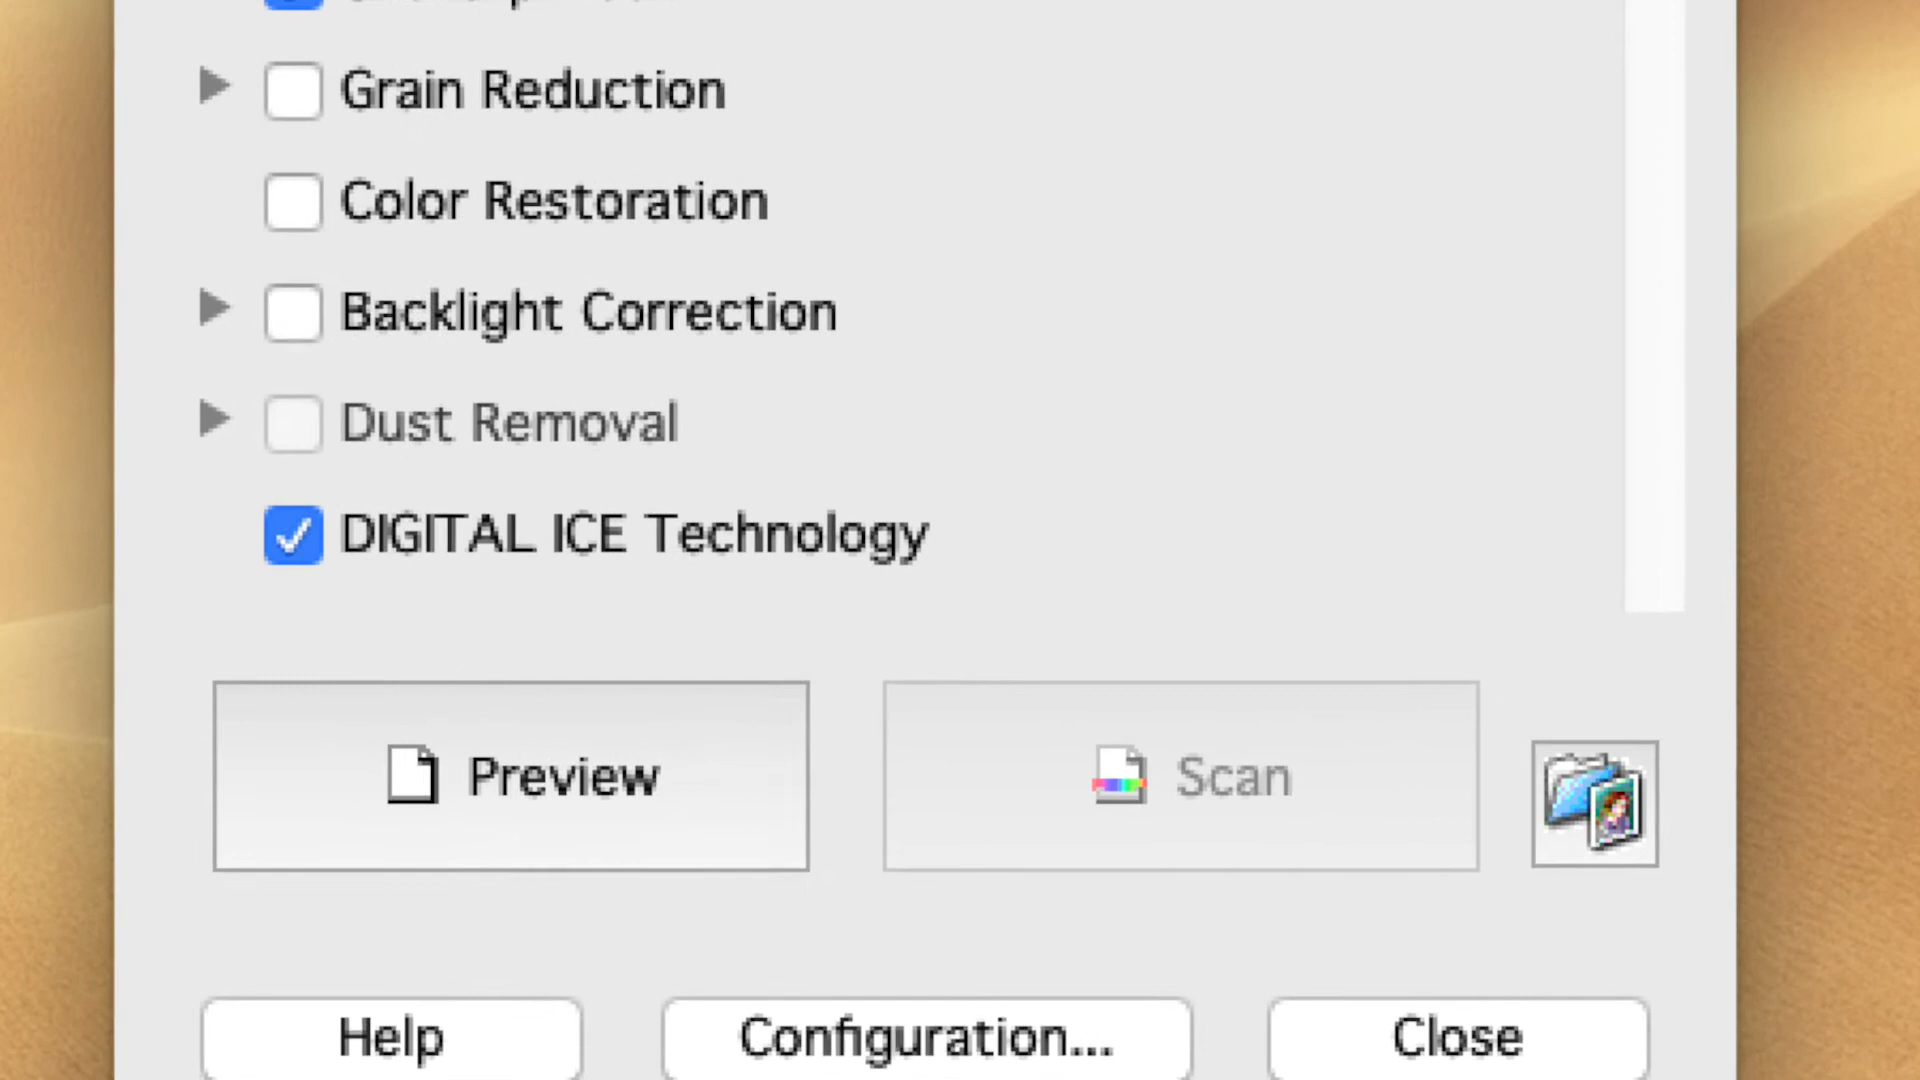 Grain Reduction
Color Restoration
Backlight Correction
Dust Removal
DIGITAL ICE Technology
Preview
Scan
Help
Configuration...
Close